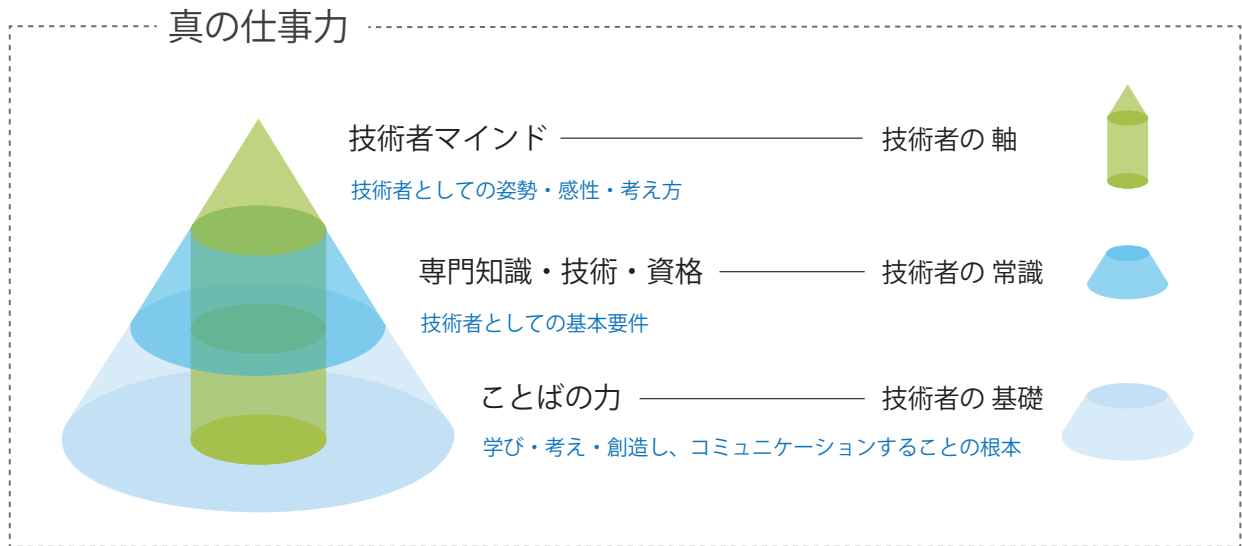 真の仕事力
技術者マインド
技術者の 軸
技術者としての姿勢・感性・考え方
専門知識・技術・資格
技術者の 常識
技術者としての基本要件
ことばの力
技術者の 基礎
学び・考え・創造し、コミュニケーションすることの根本